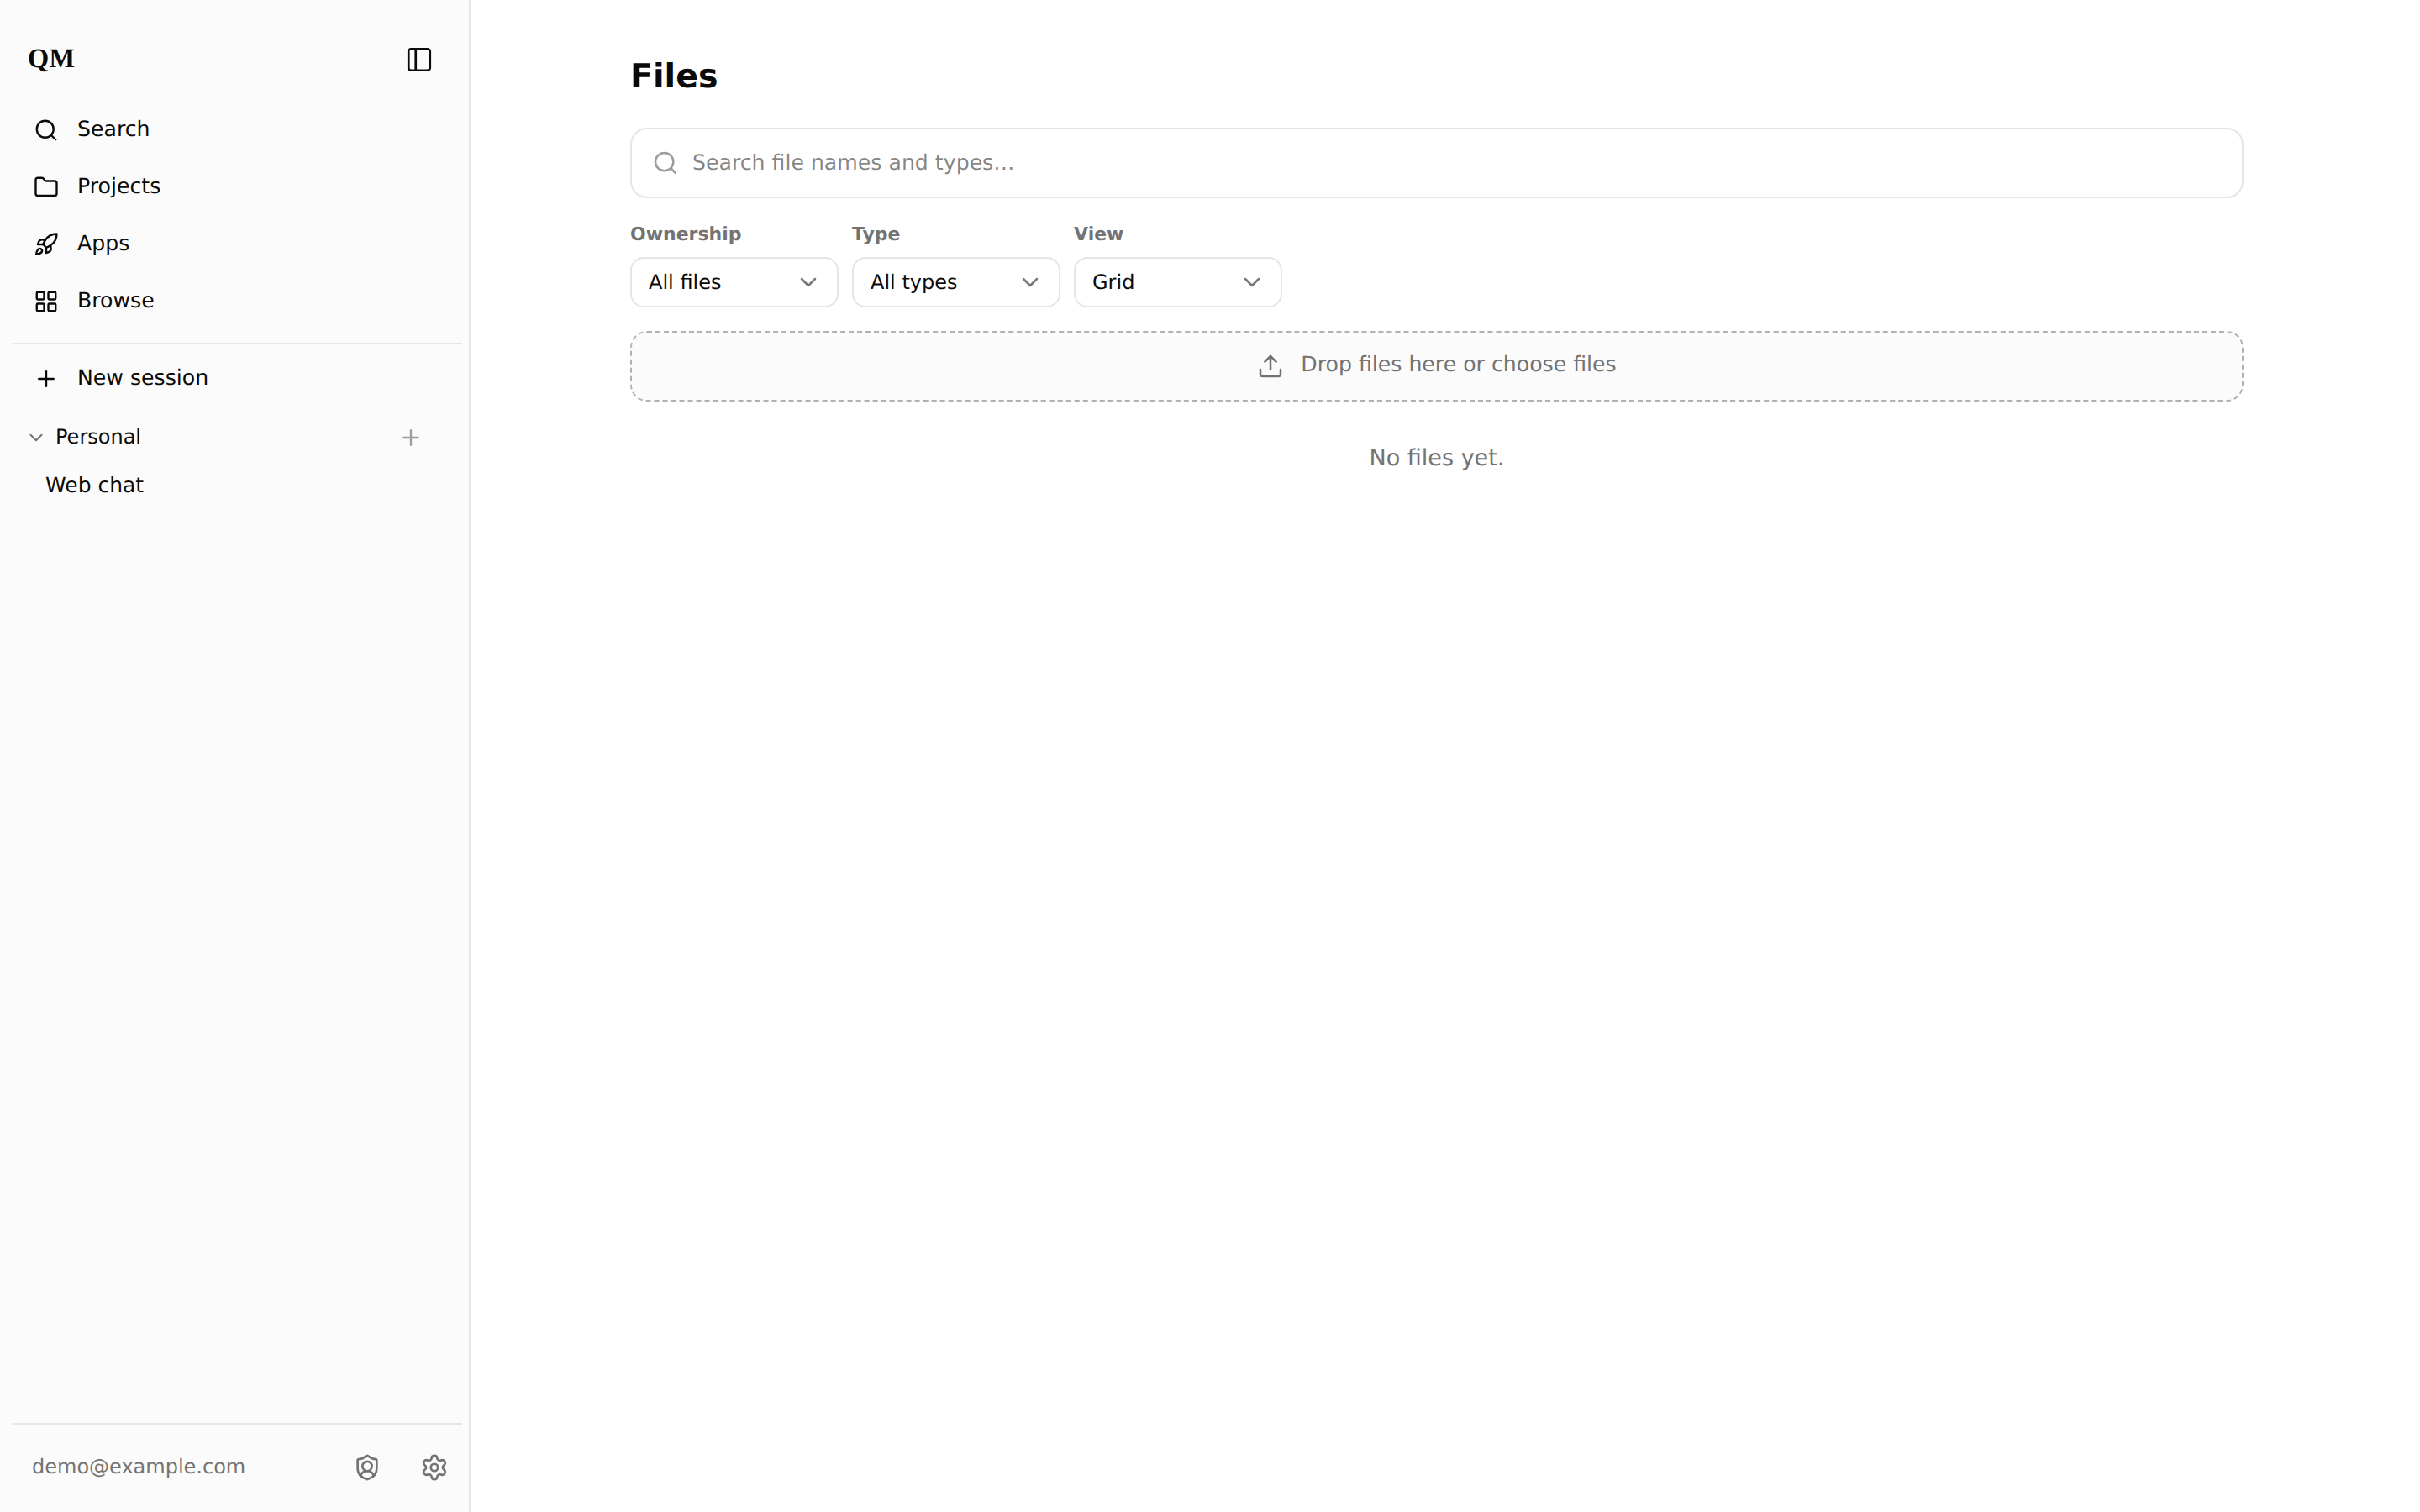 QM
Search
Projects
Apps
Browse
New session
Personal
Web chat
demo@example.com
Files
Search file names and types...
Ownership Type View
All files All types Grid
Drop files here or choose files
No files yet.